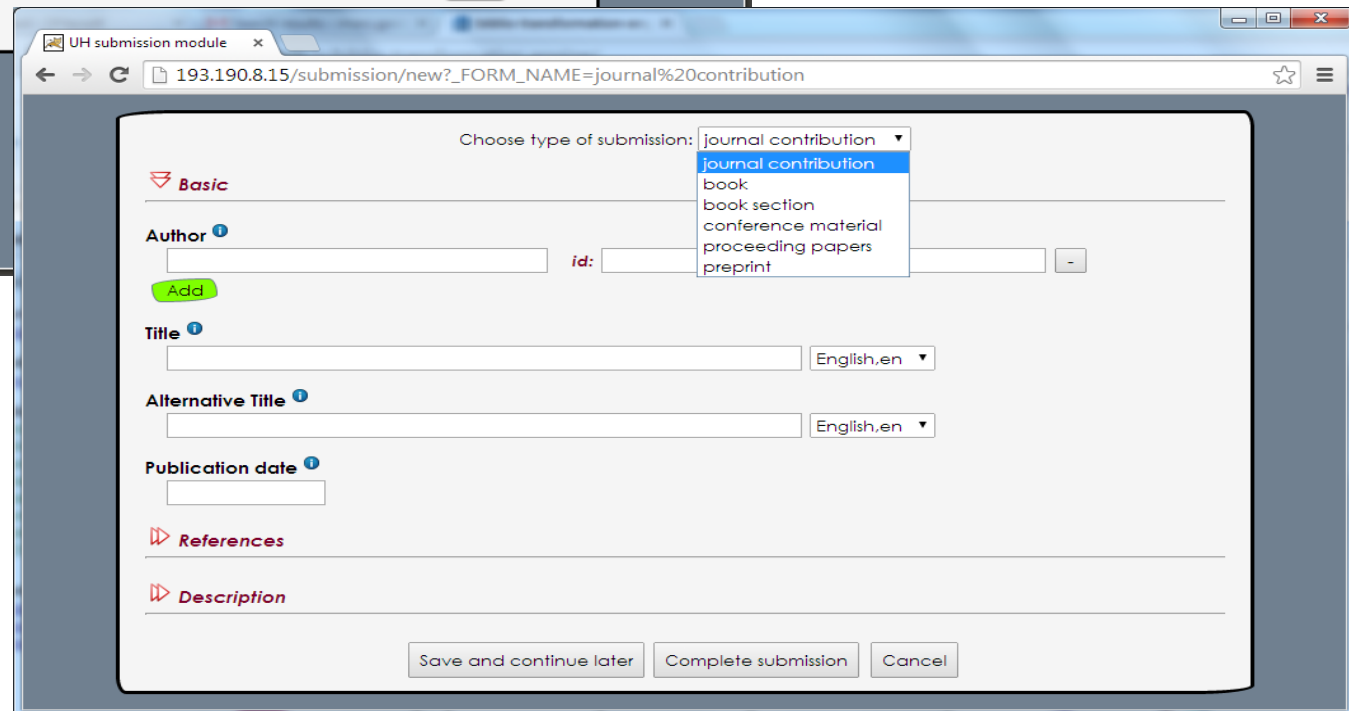 UH submission module x
193.190.8.15/submission/new?_FORM_NAME=journal%20contribution
Choose type of submission: journal contribution
journal contribution
book
book section
conference material
proceeding papers
preprint
Basic
Author
id: -
Add
Title
English,en
Alternative Title
English,en
Publication date
References
Description
Save and continue later Complete submission Cancel